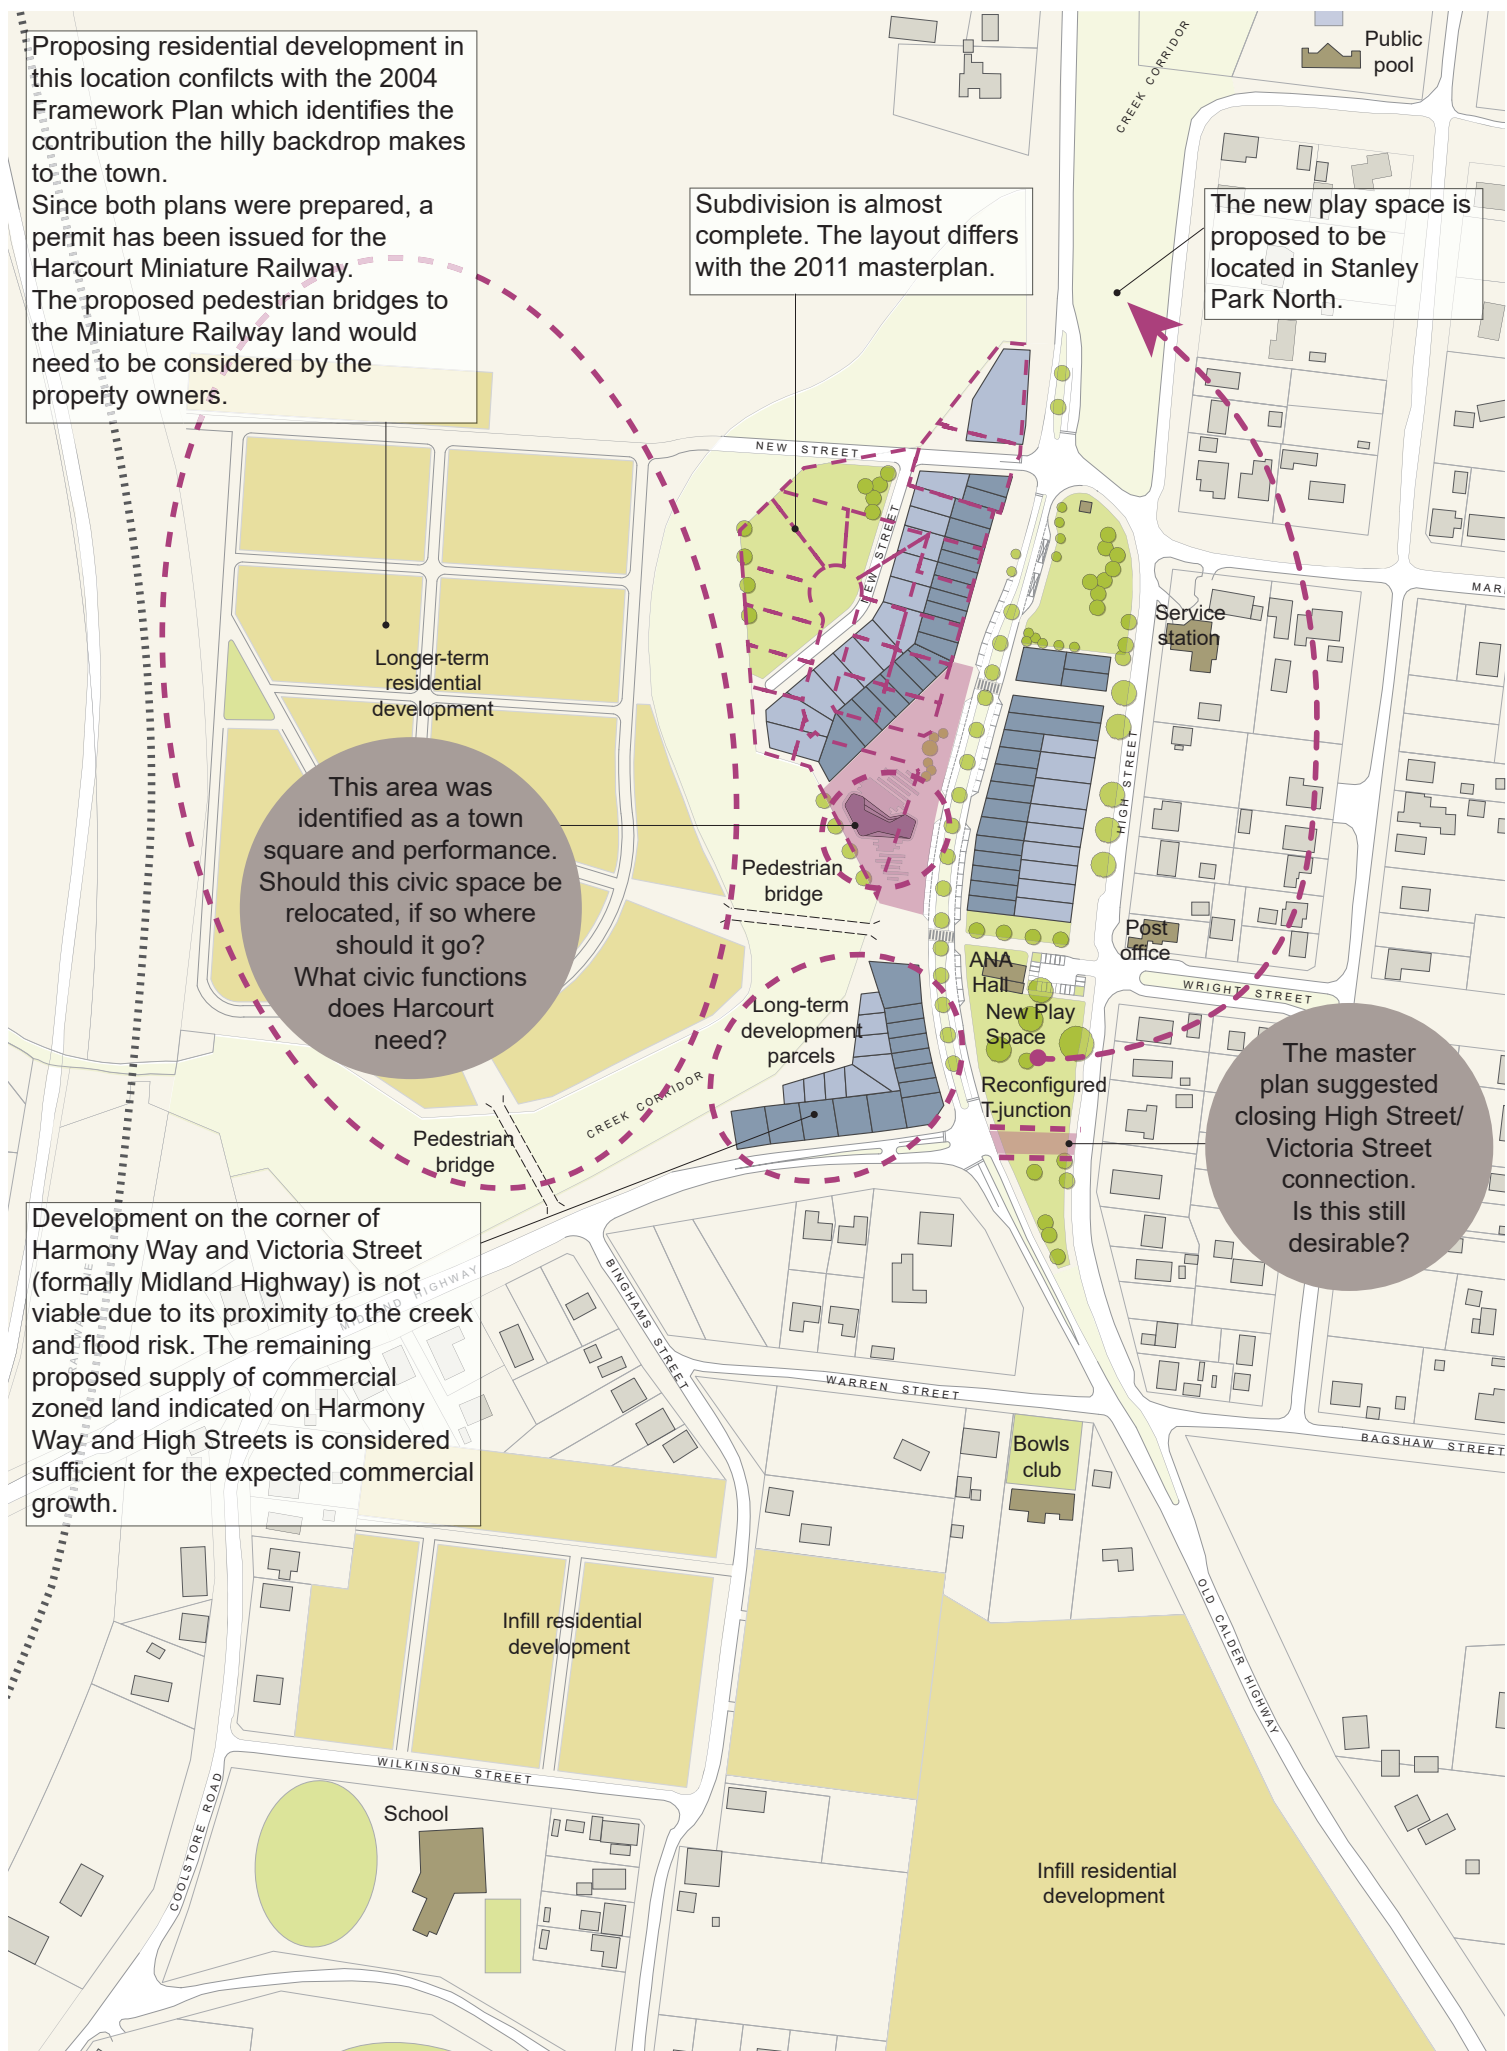 Proposing residential development in
this location confilcts with the 2004
Framework Plan which identifies the
contribution the hilly backdrop makes
to the town.
Since both plans were prepared, a
permit has been issued for the
Harcourt Miniature Railway.
The proposed pedestrian bridges to
the Miniature Railway land would
need to be considered by the
property owners.
CREEK CORRIDOR
Public
pool
Subdivision is almost
complete. The layout differs
with the 2011 masterplan.
The new play space is
proposed to be
located in Stanley
Park North.
NEW STREET
NEW STREET
MAR
Service
station
Longer-term
residential
development
HIGH STREET
This area was
identified as a town
square and performance.
Should this civic space be
relocated, if so where
should it go?
What civic functions
does Harcourt
need?
Pedestrian
bridge
Post
office
ANA
Hall
WRIGHT STREET
New Play
Space
Long-term
development
parcels
Reconfigured
T-junction
CREEK CORRIDOR
The master
plan suggested
closing High Street/
Victoria Street
connection.
Is this still
desirable?
Pedestrian
bridge
Development on the corner of
Harmony Way and Victoria Street
(formally Midland Highway) is not
viable due to its proximity to the creek
and flood risk. The remaining
proposed supply of commercial
zoned land indicated on Harmony
Way and High Streets is considered
sufficient for the expected commercial
growth.
MIDLAND HIGHWAY
RAILWAY LINE
BINGHAMS STREET
WARREN STREET
BAGSHAW STREET
Bowls
club
OLD CALDER HIGHWAY
Infill residential
development
WILKINSON STREET
COOLSTORE ROAD
School
Infill residential
development